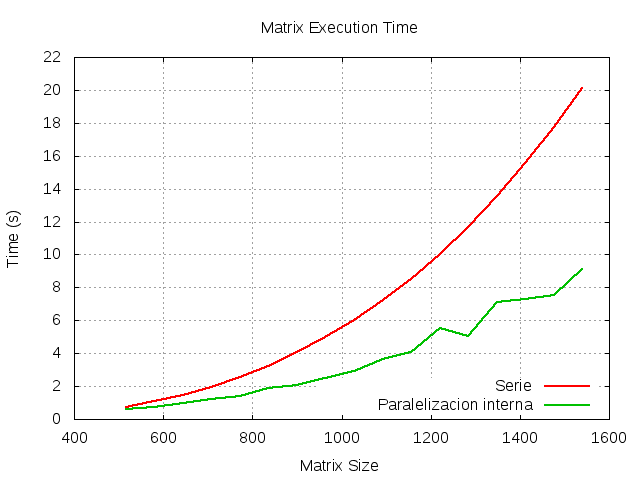 Matrix Execution Time
22
20
18
16
14
12
10
8
6
4
2
0
Time (s)
Serie
Paralelizacion interna
400 600 800 1000 1200 1400 1600
Matrix Size